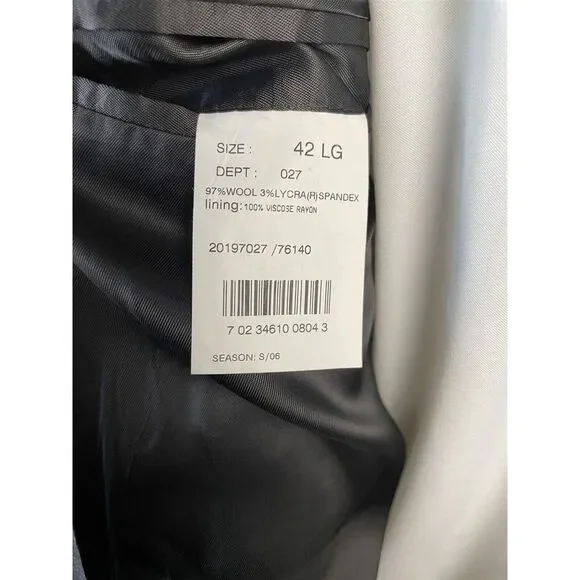 SIZE : 42 LG
DEPT : 027
97%WOOL 3%LYCRA(R)SPANDEX
lining:100% VISCOSE RAYON
20197027 /76140
7 02 34610 0804 3
SEASON: S/06